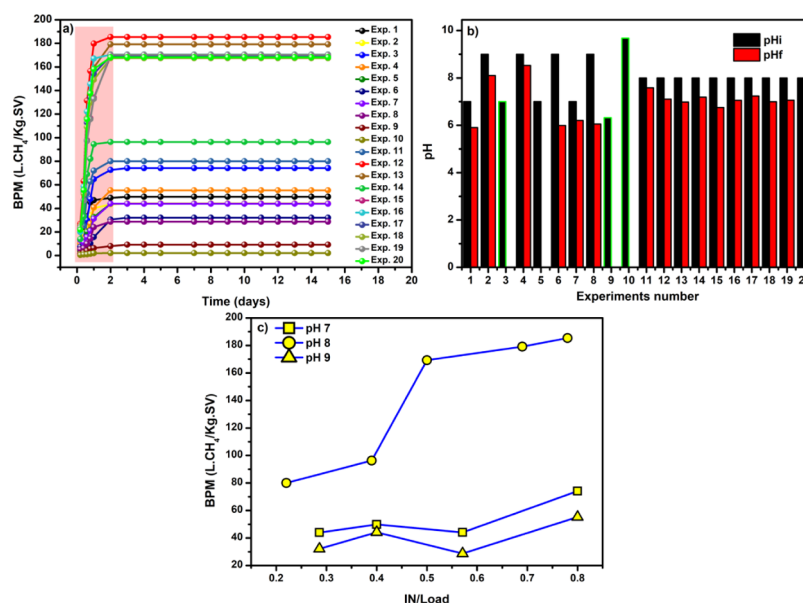 a)
BPM (L.CH₄/Kg.SV)
200
180
160
140
120
100
80
60
40
20
0
0 2 4 6 8 10 12 14 16 18 20
Time (days)
Exp. 1
Exp. 2
Exp. 3
Exp. 4
Exp. 5
Exp. 6
Exp. 7
Exp. 8
Exp. 9
Exp. 10
Exp. 11
Exp. 12
Exp. 13
Exp. 14
Exp. 15
Exp. 16
Exp. 17
Exp. 18
Exp. 19
Exp. 20
b)
pHi
pHf
pH
10
8
6
4
2
0
1 2 3 4 5 6 7 8 9 10 11 12 13 14 15 16 17 18 19
Experiments number
c)
pH 7
pH 8
pH 9
BPM (L.CH₄/Kg.SV)
200
180
160
140
120
100
80
60
40
20
0.2 0.3 0.4 0.5 0.6 0.7 0.8
IN/Load